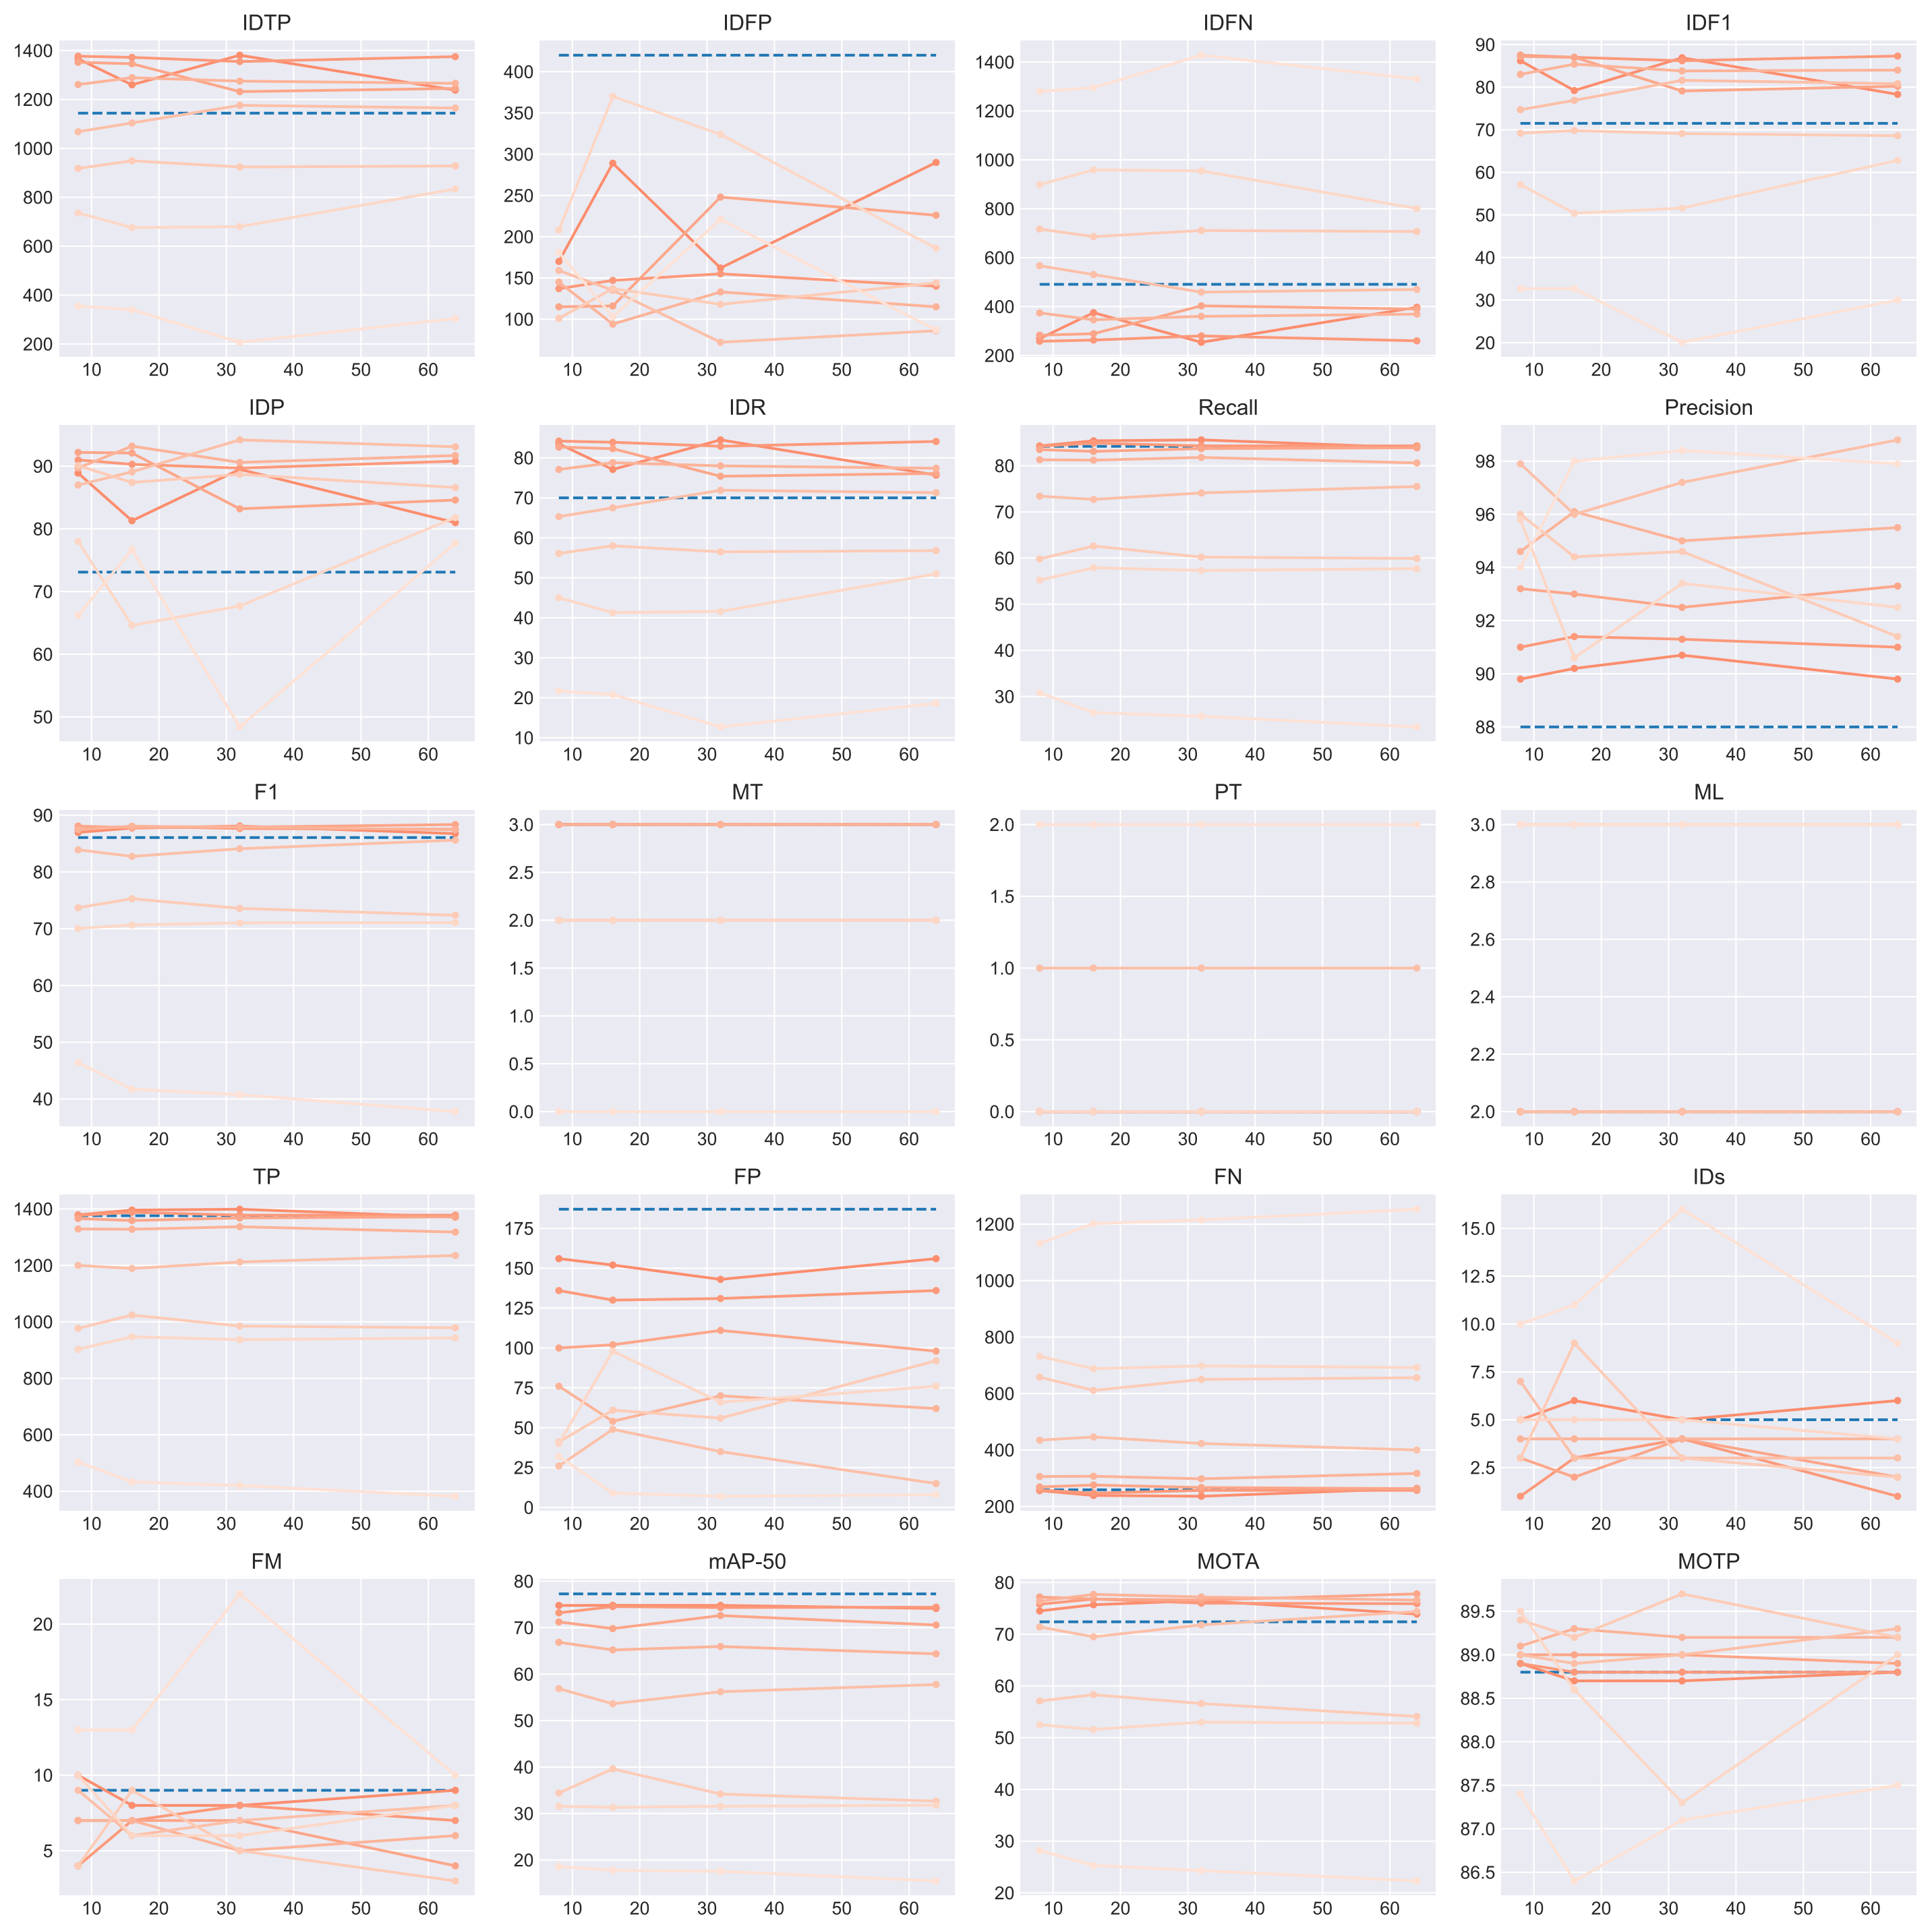 IDTP IDFP IDFN IDF1
1400 1200 1000 800 600 400 200
400 350 300 250 200 150 100
1400 1200 1000 800 600 400 200
90 80 70 60 50 40 30 20
10 20 30 40 50 60 10 20 30 40 50 60 10 20 30 40 50 60 10 20 30 40 50 60
IDP IDR Recall Precision
90 80 70 60 50
80 70 60 50 40 30 20 10
80 70 60 50 40 30
98 96 94 92 90 88
10 20 30 40 50 60 10 20 30 40 50 60 10 20 30 40 50 60 10 20 30 40 50 60
F1 MT PT ML
90 80 70 60 50 40
3.0 2.5 2.0 1.5 1.0 0.5 0.0
2.0 1.5 1.0 0.5 0.0
3.0 2.8 2.6 2.4 2.2 2.0
10 20 30 40 50 60 10 20 30 40 50 60 10 20 30 40 50 60 10 20 30 40 50 60
TP FP FN IDs
1400 1200 1000 800 600 400
175 150 125 100 75 50 25 0
1200 1000 800 600 400 200
15.0 12.5 10.0 7.5 5.0 2.5
10 20 30 40 50 60 10 20 30 40 50 60 10 20 30 40 50 60 10 20 30 40 50 60
FM mAP-50 MOTA MOTP
20 15 10 5
80 70 60 50 40 30 20
80 70 60 50 40 30 20
89.5 89.0 88.5 88.0 87.5 87.0 86.5
10 20 30 40 50 60 10 20 30 40 50 60 10 20 30 40 50 60 10 20 30 40 50 60